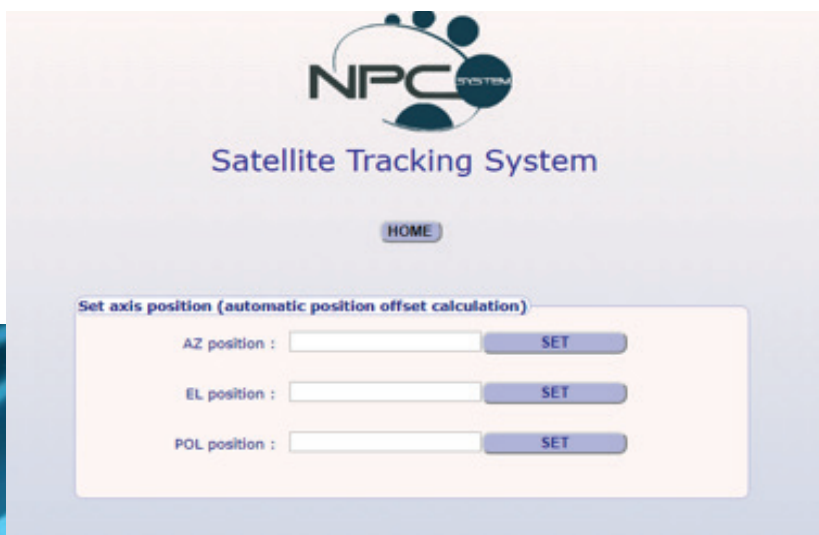 NPC
SYSTEM
Satellite Tracking System
HOME
Set axis position (automatic position offset calculation)
AZ position : SET
EL position : SET
POL position : SET